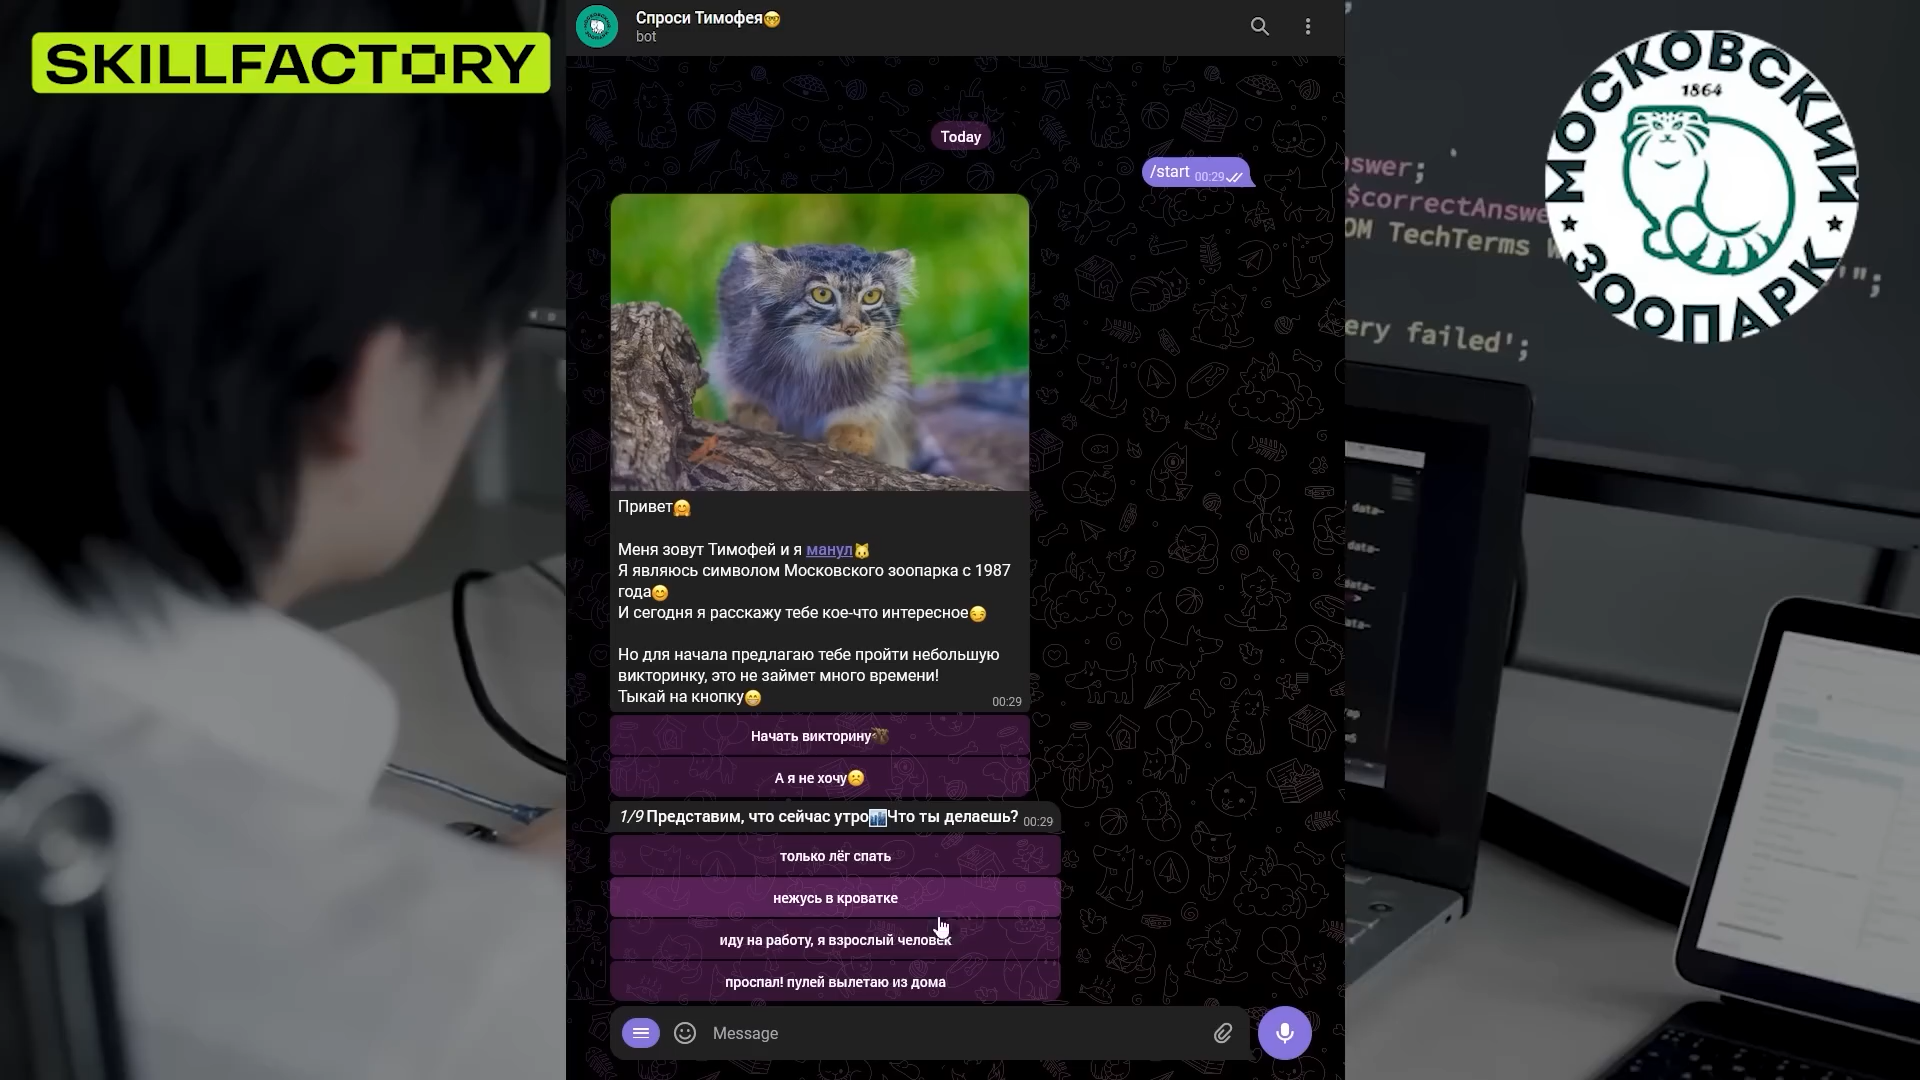 SKILLFACTORY
Спроси Тимофея🤓
bot
Today
/start 00:29
Привет🤗
Меня зовут Тимофей и я манул🐱
Я являюсь символом Московского зоопарка с 1987
года😊
И сегодня я расскажу тебе кое-что интересное😏
Но для начала предлагаю тебе пройти небольшую
викторинку, это не займет много времени!
Тыкай на кнопку😁
00:29
Начать викторину
А я не хочу☹️
1/9 Представим, что сейчас утро🏙Что ты делаешь? 00:29
только лёг спать
нежусь в кроватке
иду на работу, я взрослый человек
проспал! пулей вылетаю из дома
Message
МОСКОВСКИЙ
1864
ЗООПАРК
swer;
$correctAnswe
OM TechTerms W
'";
ery failed';
data-
data-
data-